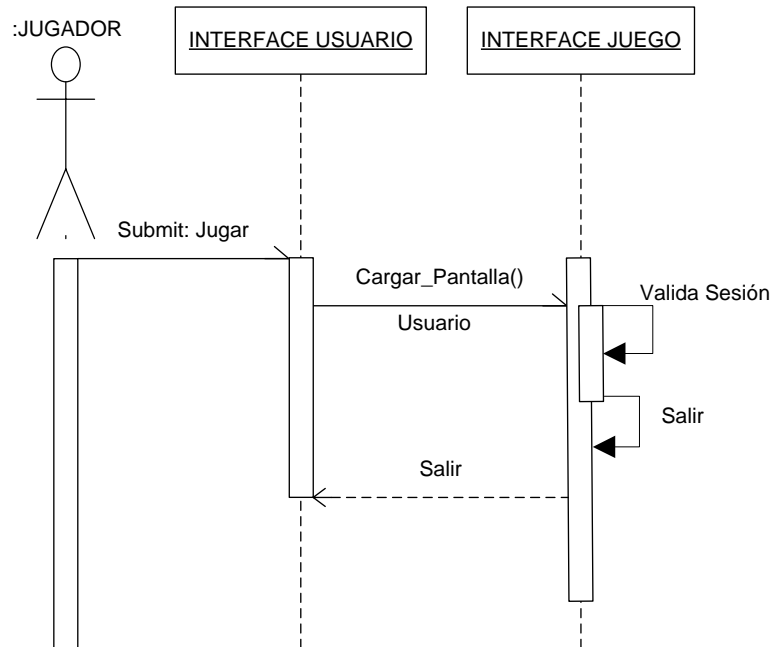 :JUGADOR
INTERFACE USUARIO
INTERFACE JUEGO
Submit: Jugar
Cargar_Pantalla()
Usuario
Valida Sesión
Salir
Salir